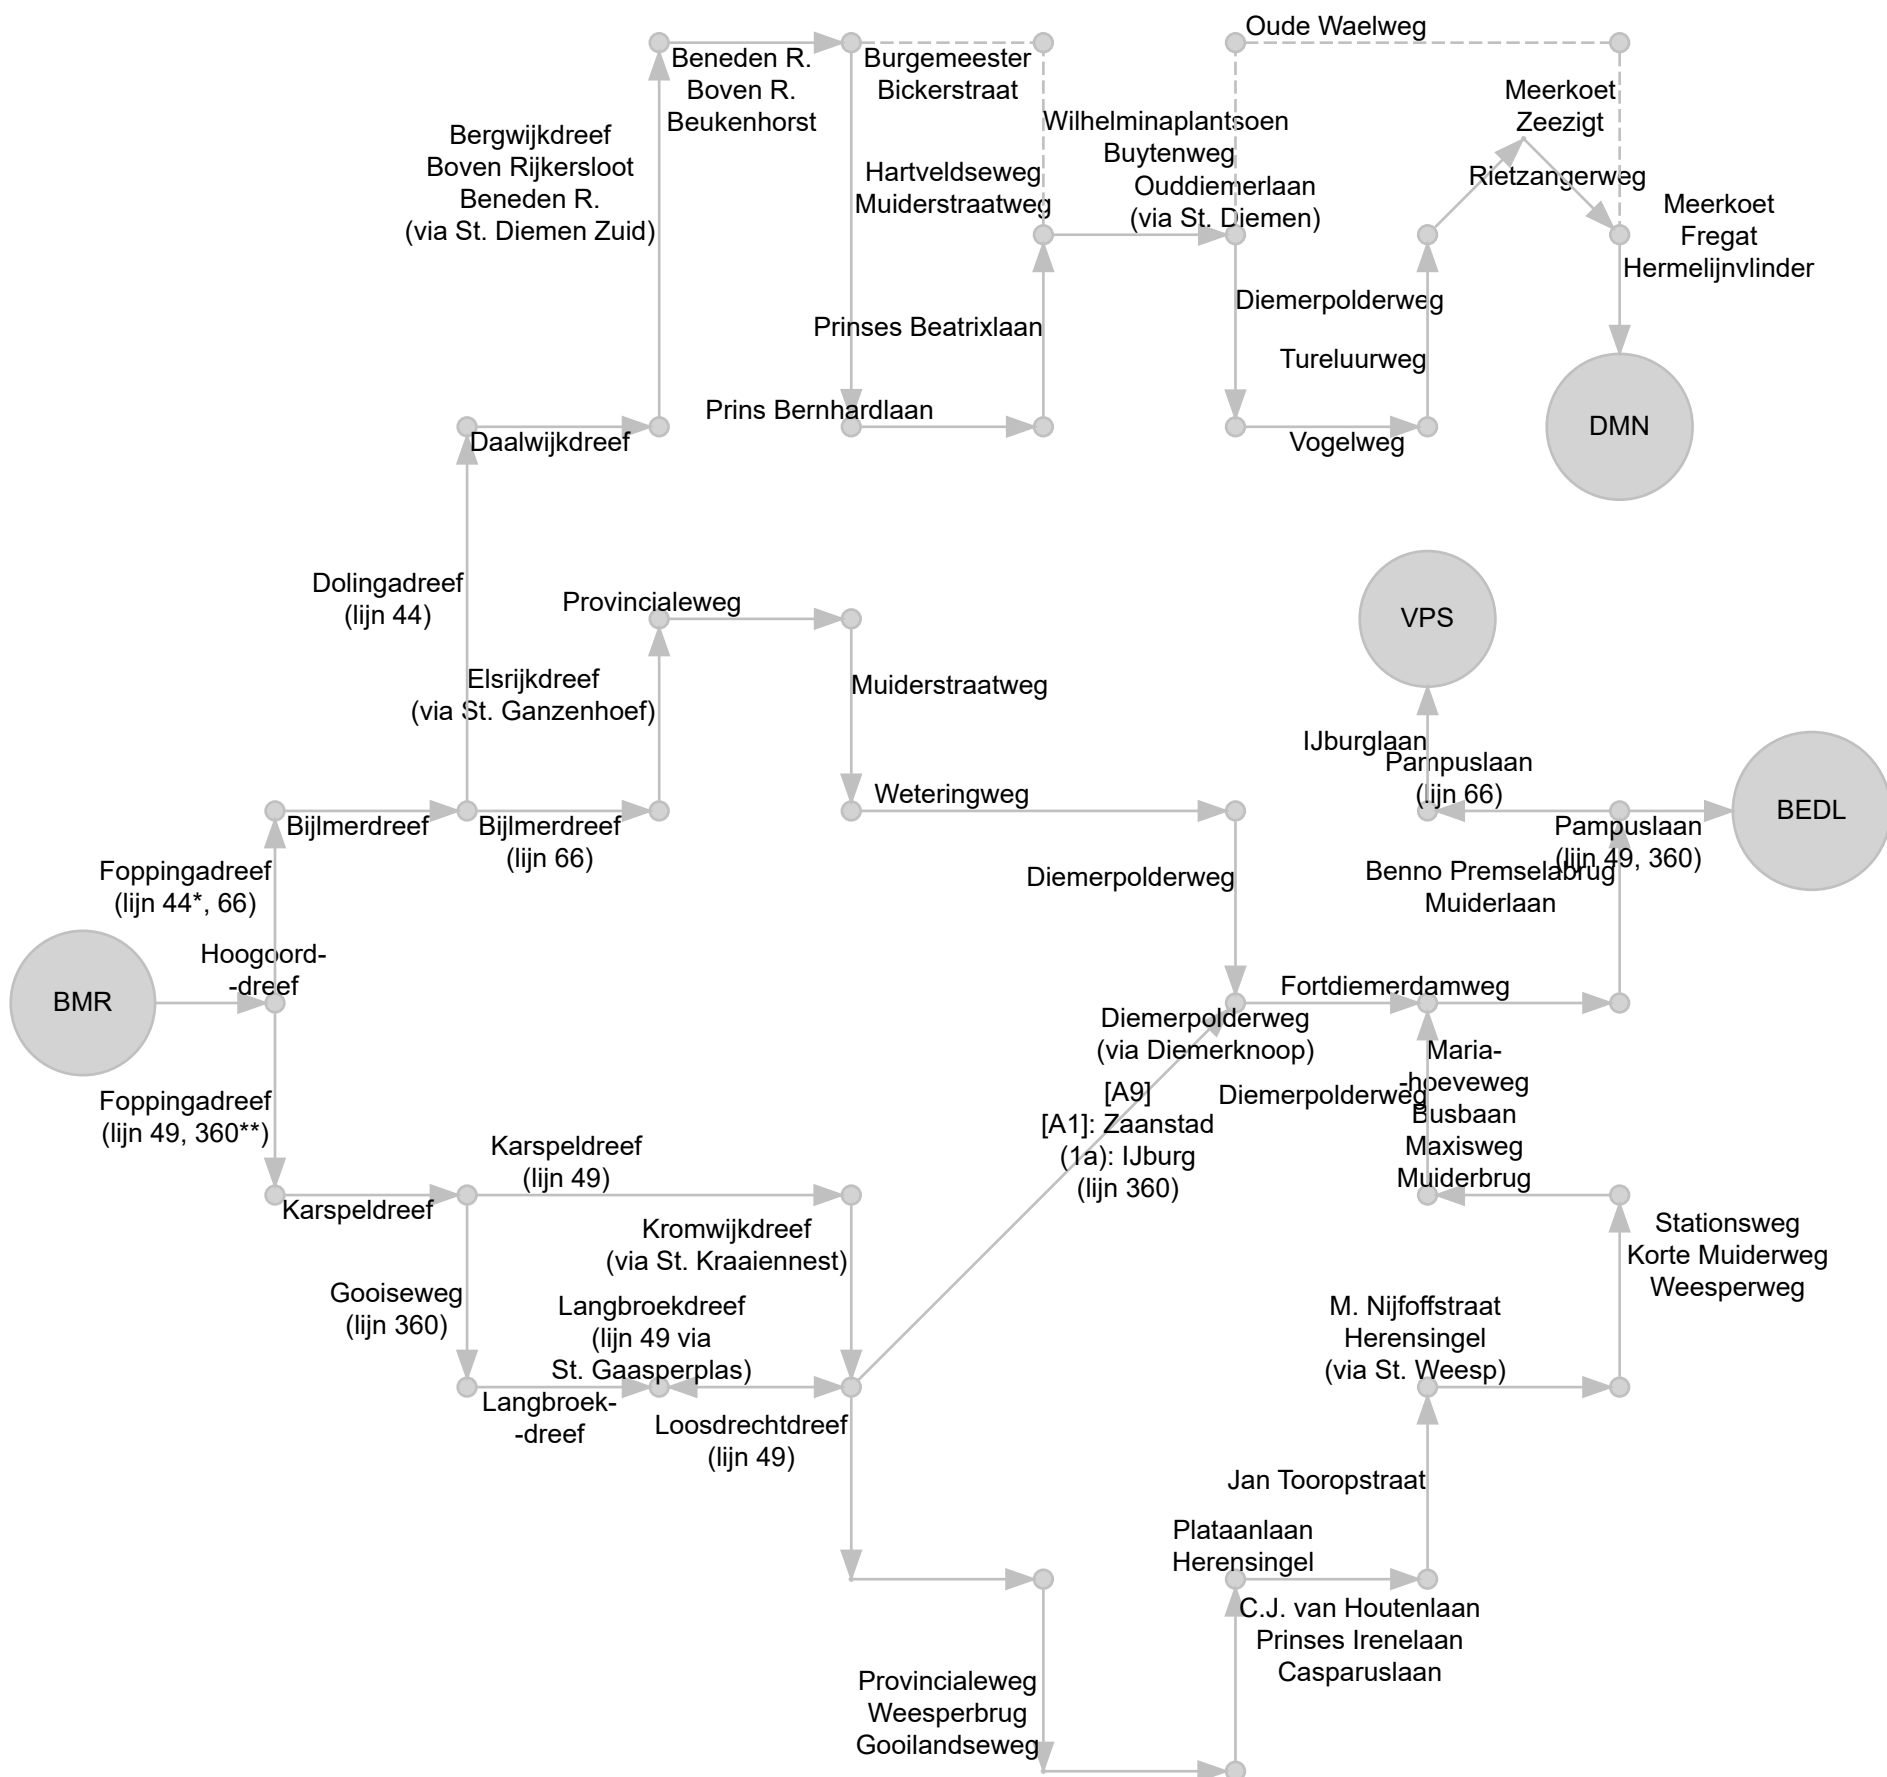 Oude Waelweg
Beneden R.
Boven R.
Beukenhorst
Burgemeester
Bickerstraat
Meerkoet
Zeezigt
Bergwijkdreef
Boven Rijkersloot
Beneden R.
(via St. Diemen Zuid)
Wilhelminaplantsoen
Buytenweg
Ouddiemerlaan
(via St. Diemen)
Hartveldseweg
Muiderstraatweg
Rietzangerweg
Meerkoet
Fregat
Hermelijnvlinder
Diemerpolderweg
Prinses Beatrixlaan
Tureluurweg
Prins Bernhardlaan
DMN
Daalwijkdreef
Vogelweg
Dolingadreef
(lijn 44)
Provincialeweg
VPS
Elsrijkdreef
(via St. Ganzenhoef)
Muiderstraatweg
IJburglaan
Pampuslaan
(lijn 66)
Weteringweg
Bijlmerdreef
Bijlmerdreef
(lijn 66)
Pampuslaan
(lijn 49, 360)
BEDL
Foppingadreef
(lijn 44*, 66)
Diemerpolderweg
Benno Premselabrug
Muiderlaan
Hoogoord-
-dreef
BMR
Fortdiemerdamweg
Diemerpolderweg
(via Diemerknoop)
Maria-
-hoeveweg
Busbaan
Maxisweg
Muiderbrug
Diemerpolderweg
[A9]
[A1]: Zaanstad
(1a): IJburg
(lijn 360)
Foppingadreef
(lijn 49, 360**)
Karspeldreef
(lijn 49)
Karspeldreef
Kromwijkdreef
(via St. Kraaiennest)
Stationsweg
Korte Muiderweg
Weesperweg
Gooiseweg
(lijn 360)
Langbroekdreef
(lijn 49 via
St. Gaasperplas)
M. Nijfoffstraat
Herensingel
(via St. Weesp)
Langbroek-
-dreef
Loosdrechtdreef
(lijn 49)
Jan Tooropstraat
Plataanlaan
Herensingel
C.J. van Houtenlaan
Prinses Irenelaan
Casparuslaan
Provincialeweg
Weesperbrug
Gooilandseweg